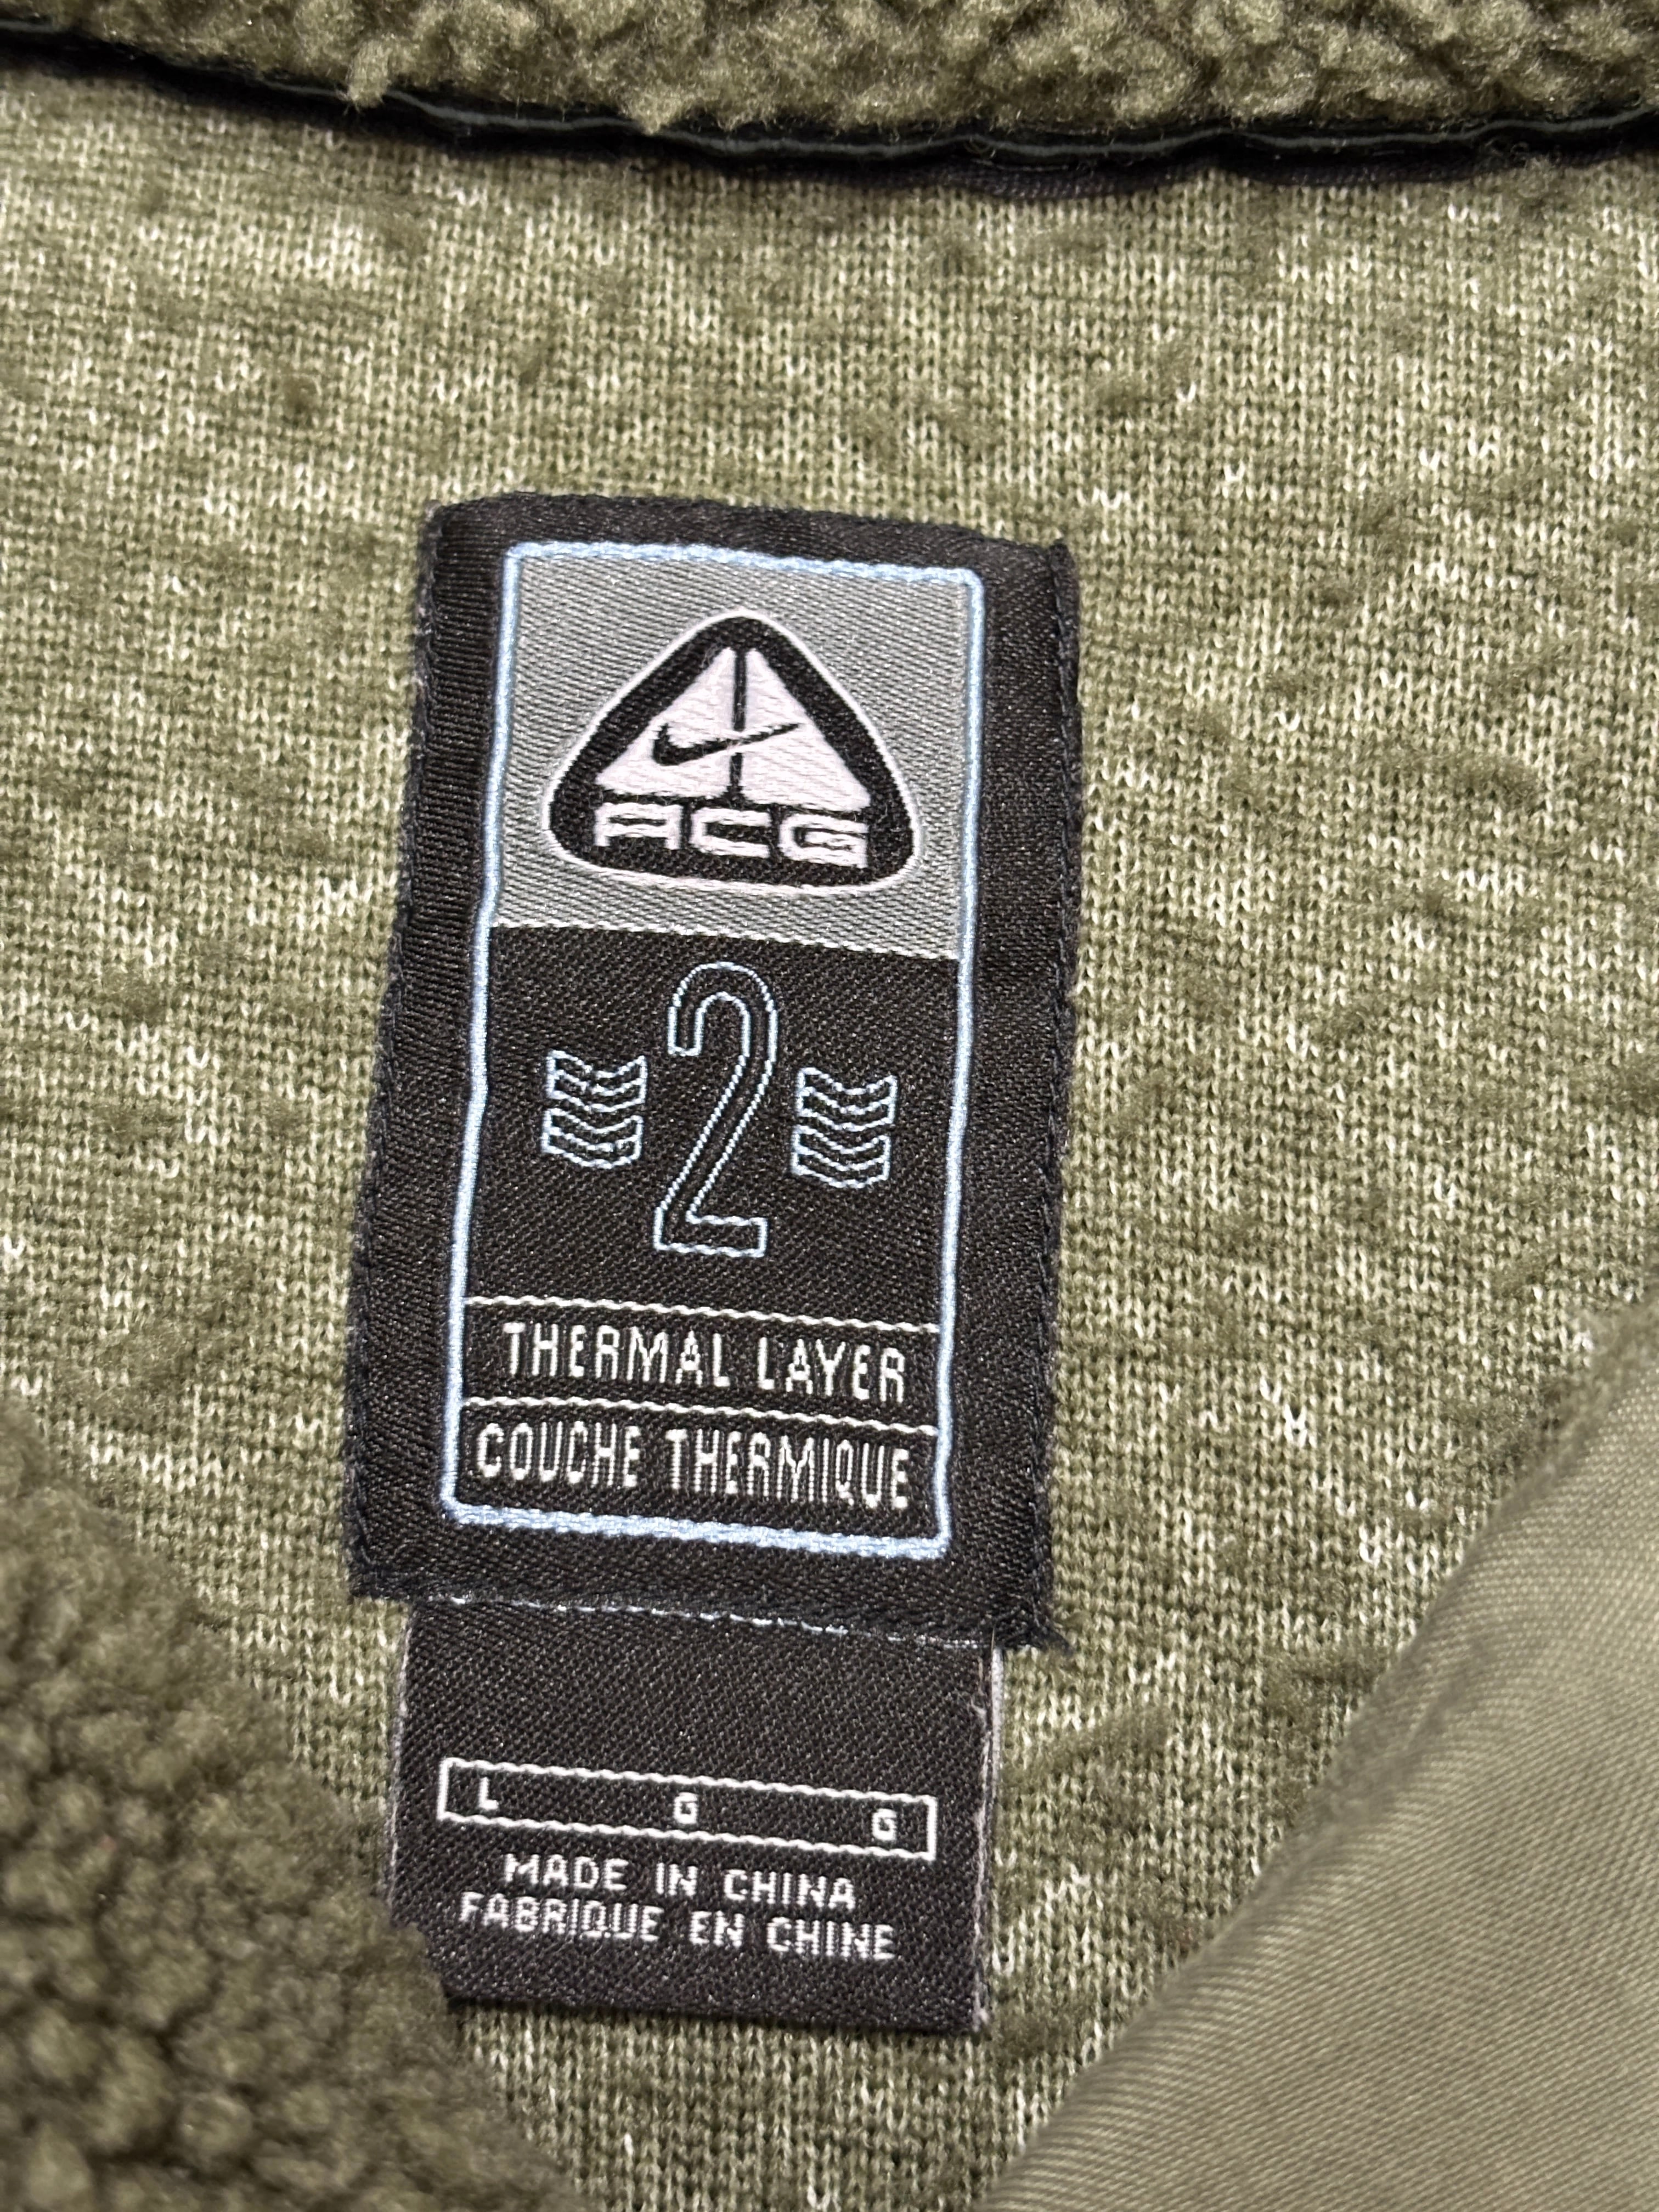 ACG
2
THERMAL LAYER
COUCHE THERMIQUE
L G G
MADE IN CHINA
FABRIQUE EN CHINE